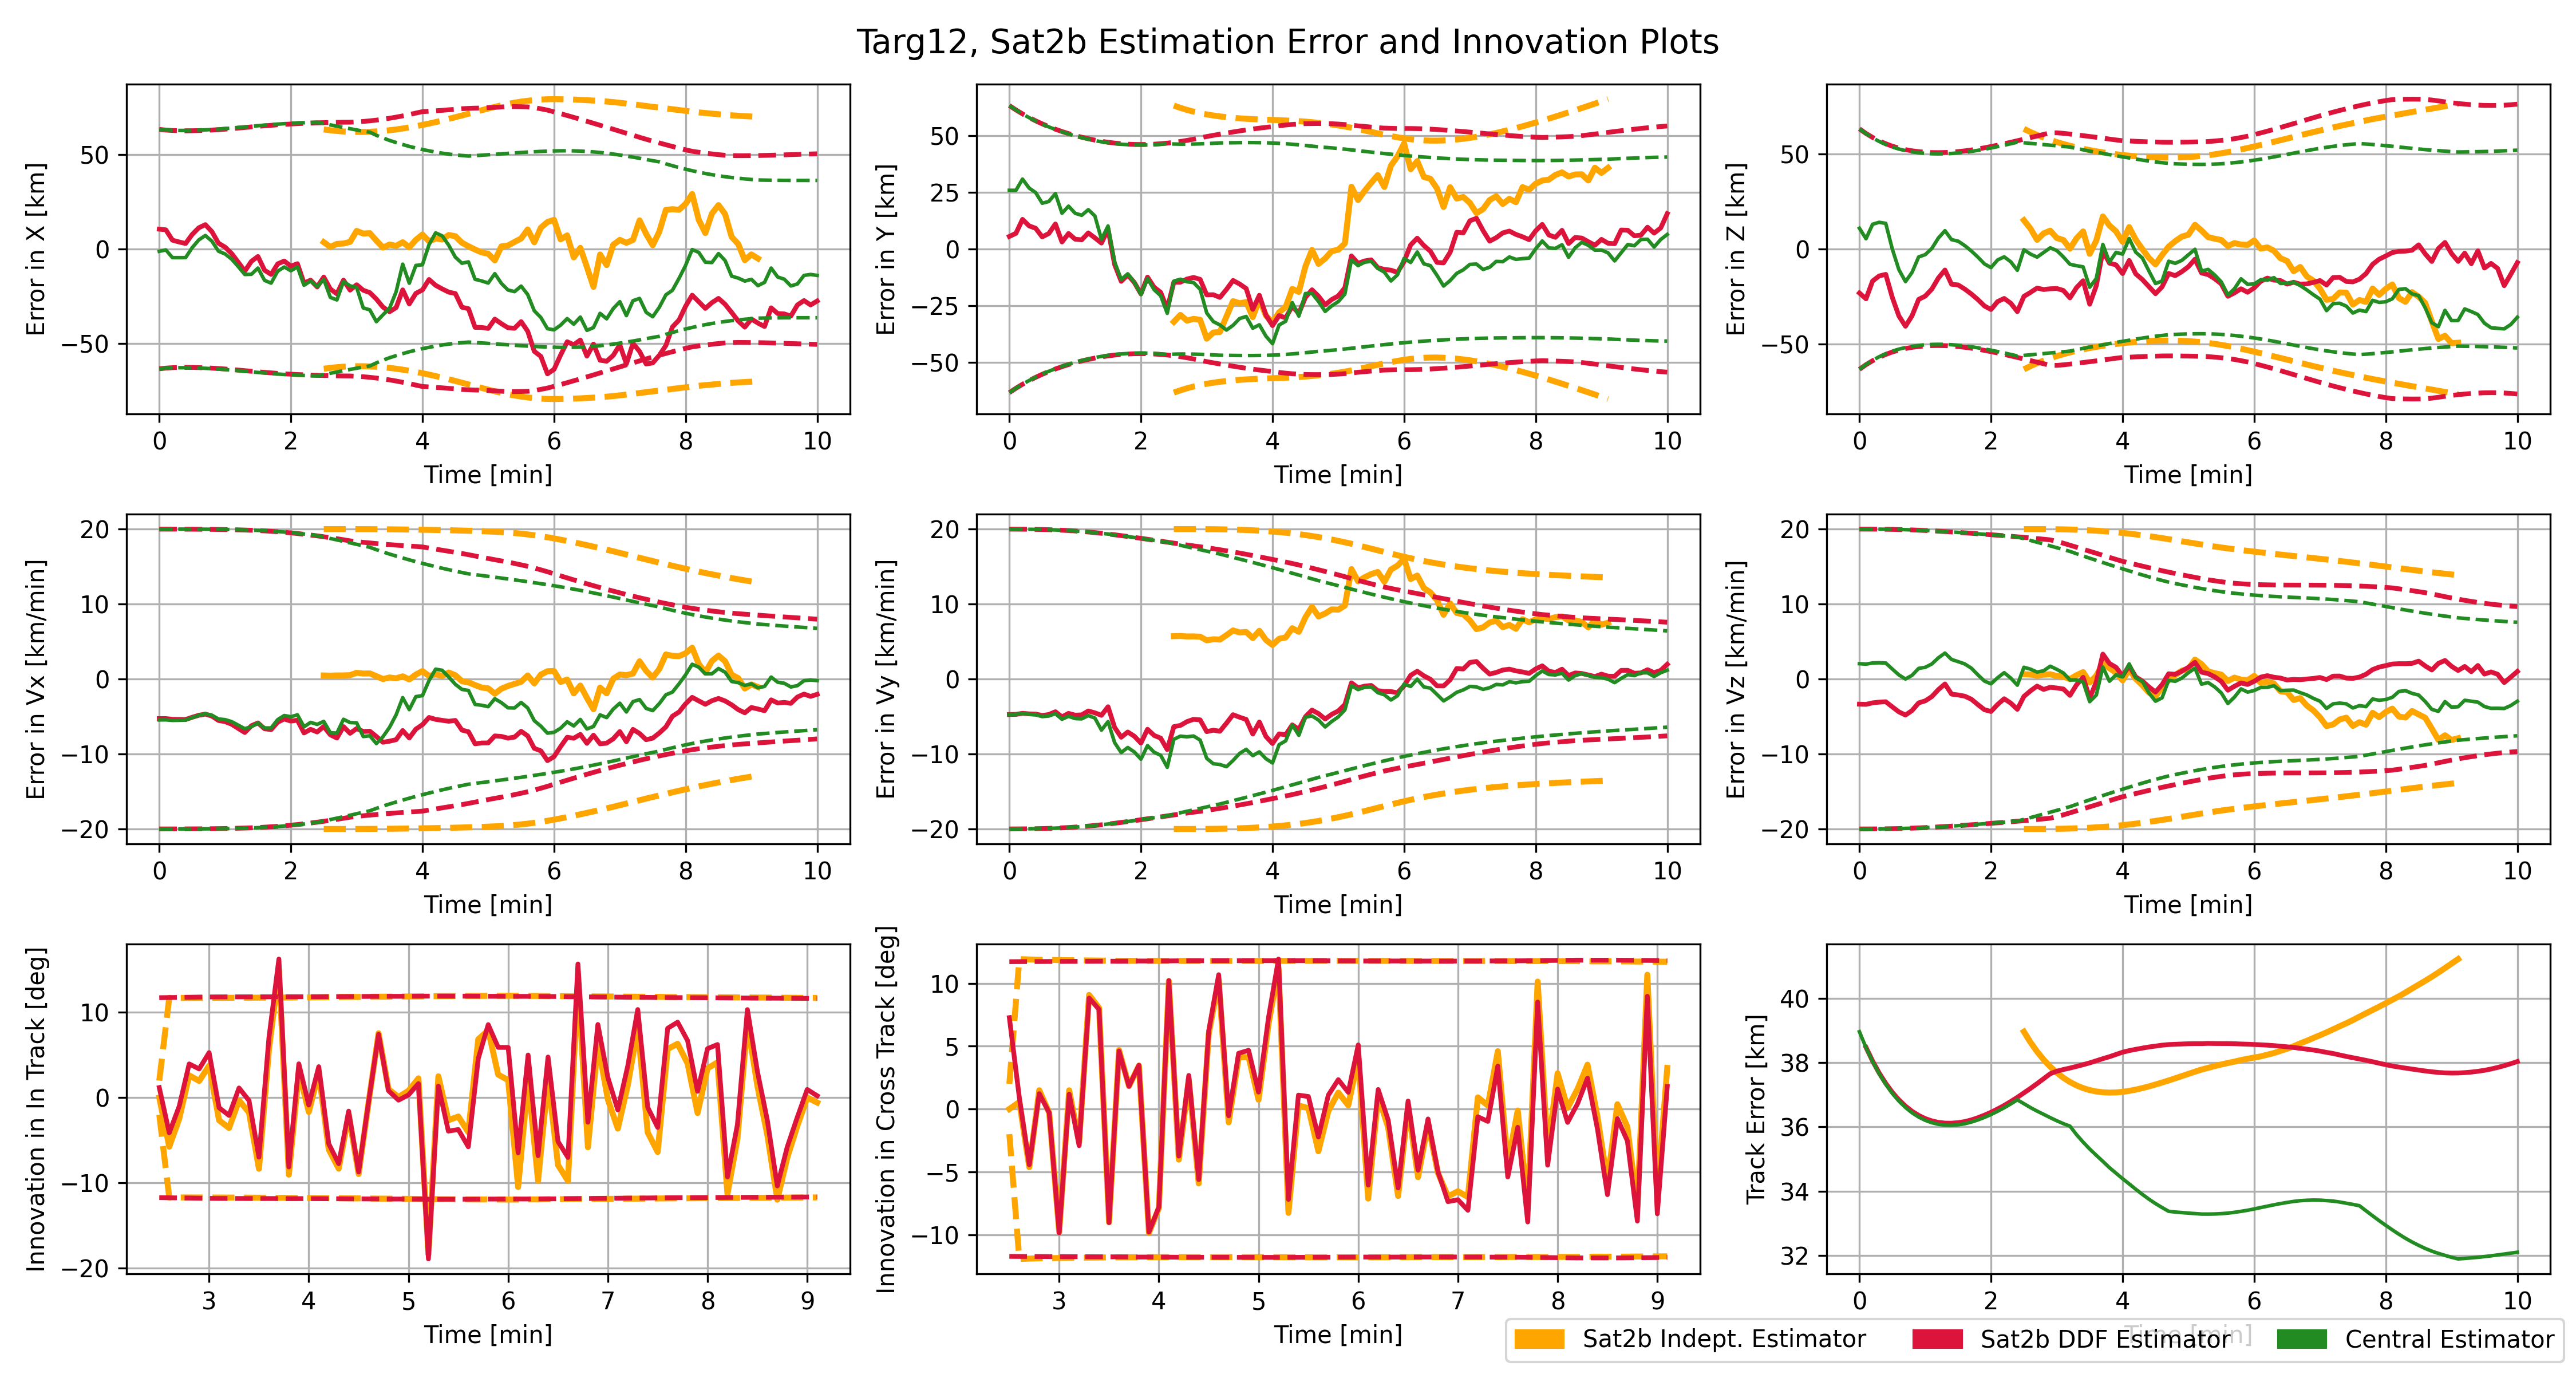 Targ12, Sat2b Estimation Error and Innovation Plots
Error in X [km]
50
0
−50
0 2 4 6 8 10
Time [min]
Error in Y [km]
50
25
0
−25
−50
0 2 4 6 8 10
Time [min]
Error in Z [km]
50
0
−50
0 2 4 6 8 10
Time [min]
Error in Vx [km/min]
20
10
0
−10
−20
0 2 4 6 8 10
Time [min]
Error in Vy [km/min]
20
10
0
−10
−20
0 2 4 6 8 10
Time [min]
Error in Vz [km/min]
20
10
0
−10
−20
0 2 4 6 8 10
Time [min]
Innovation in In Track [deg]
10
0
−10
−20
3 4 5 6 7 8 9
Time [min]
Innovation in Cross Track [deg]
10
5
0
−5
−10
3 4 5 6 7 8 9
Time [min]
Track Error [km]
40
38
36
34
32
0 2 4 6 8 10
Time [min]
Sat2b Indept. Estimator
Sat2b DDF Estimator
Central Estimator